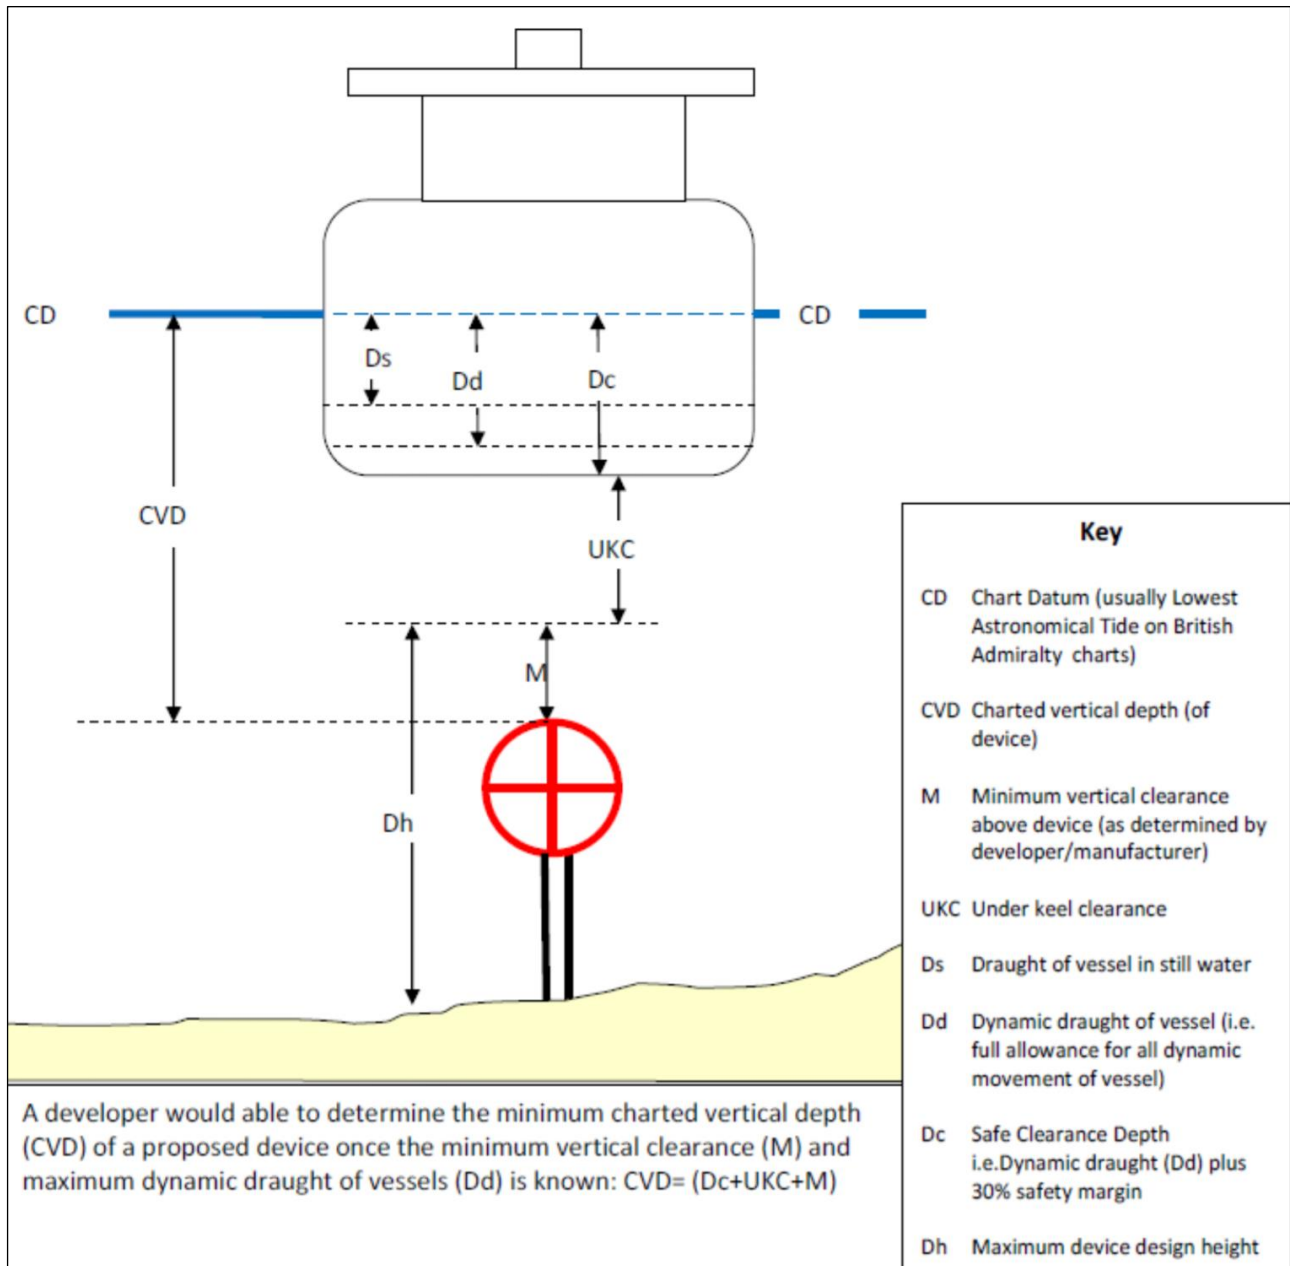 CD
CD
Ds
Dd
Dc
CVD
UKC
M
Dh
Key
CD Chart Datum (usually Lowest
Astronomical Tide on British
Admiralty charts)
CVD Charted vertical depth (of
device)
M Minimum vertical clearance
above device (as determined by
developer/manufacturer)
UKC Under keel clearance
Ds Draught of vessel in still water
Dd Dynamic draught of vessel (i.e.
full allowance for all dynamic
movement of vessel)
Dc Safe Clearance Depth
i.e.Dynamic draught (Dd) plus
30% safety margin
Dh Maximum device design height
A developer would able to determine the minimum charted vertical depth
(CVD) of a proposed device once the minimum vertical clearance (M) and
maximum dynamic draught of vessels (Dd) is known: CVD= (Dc+UKC+M)